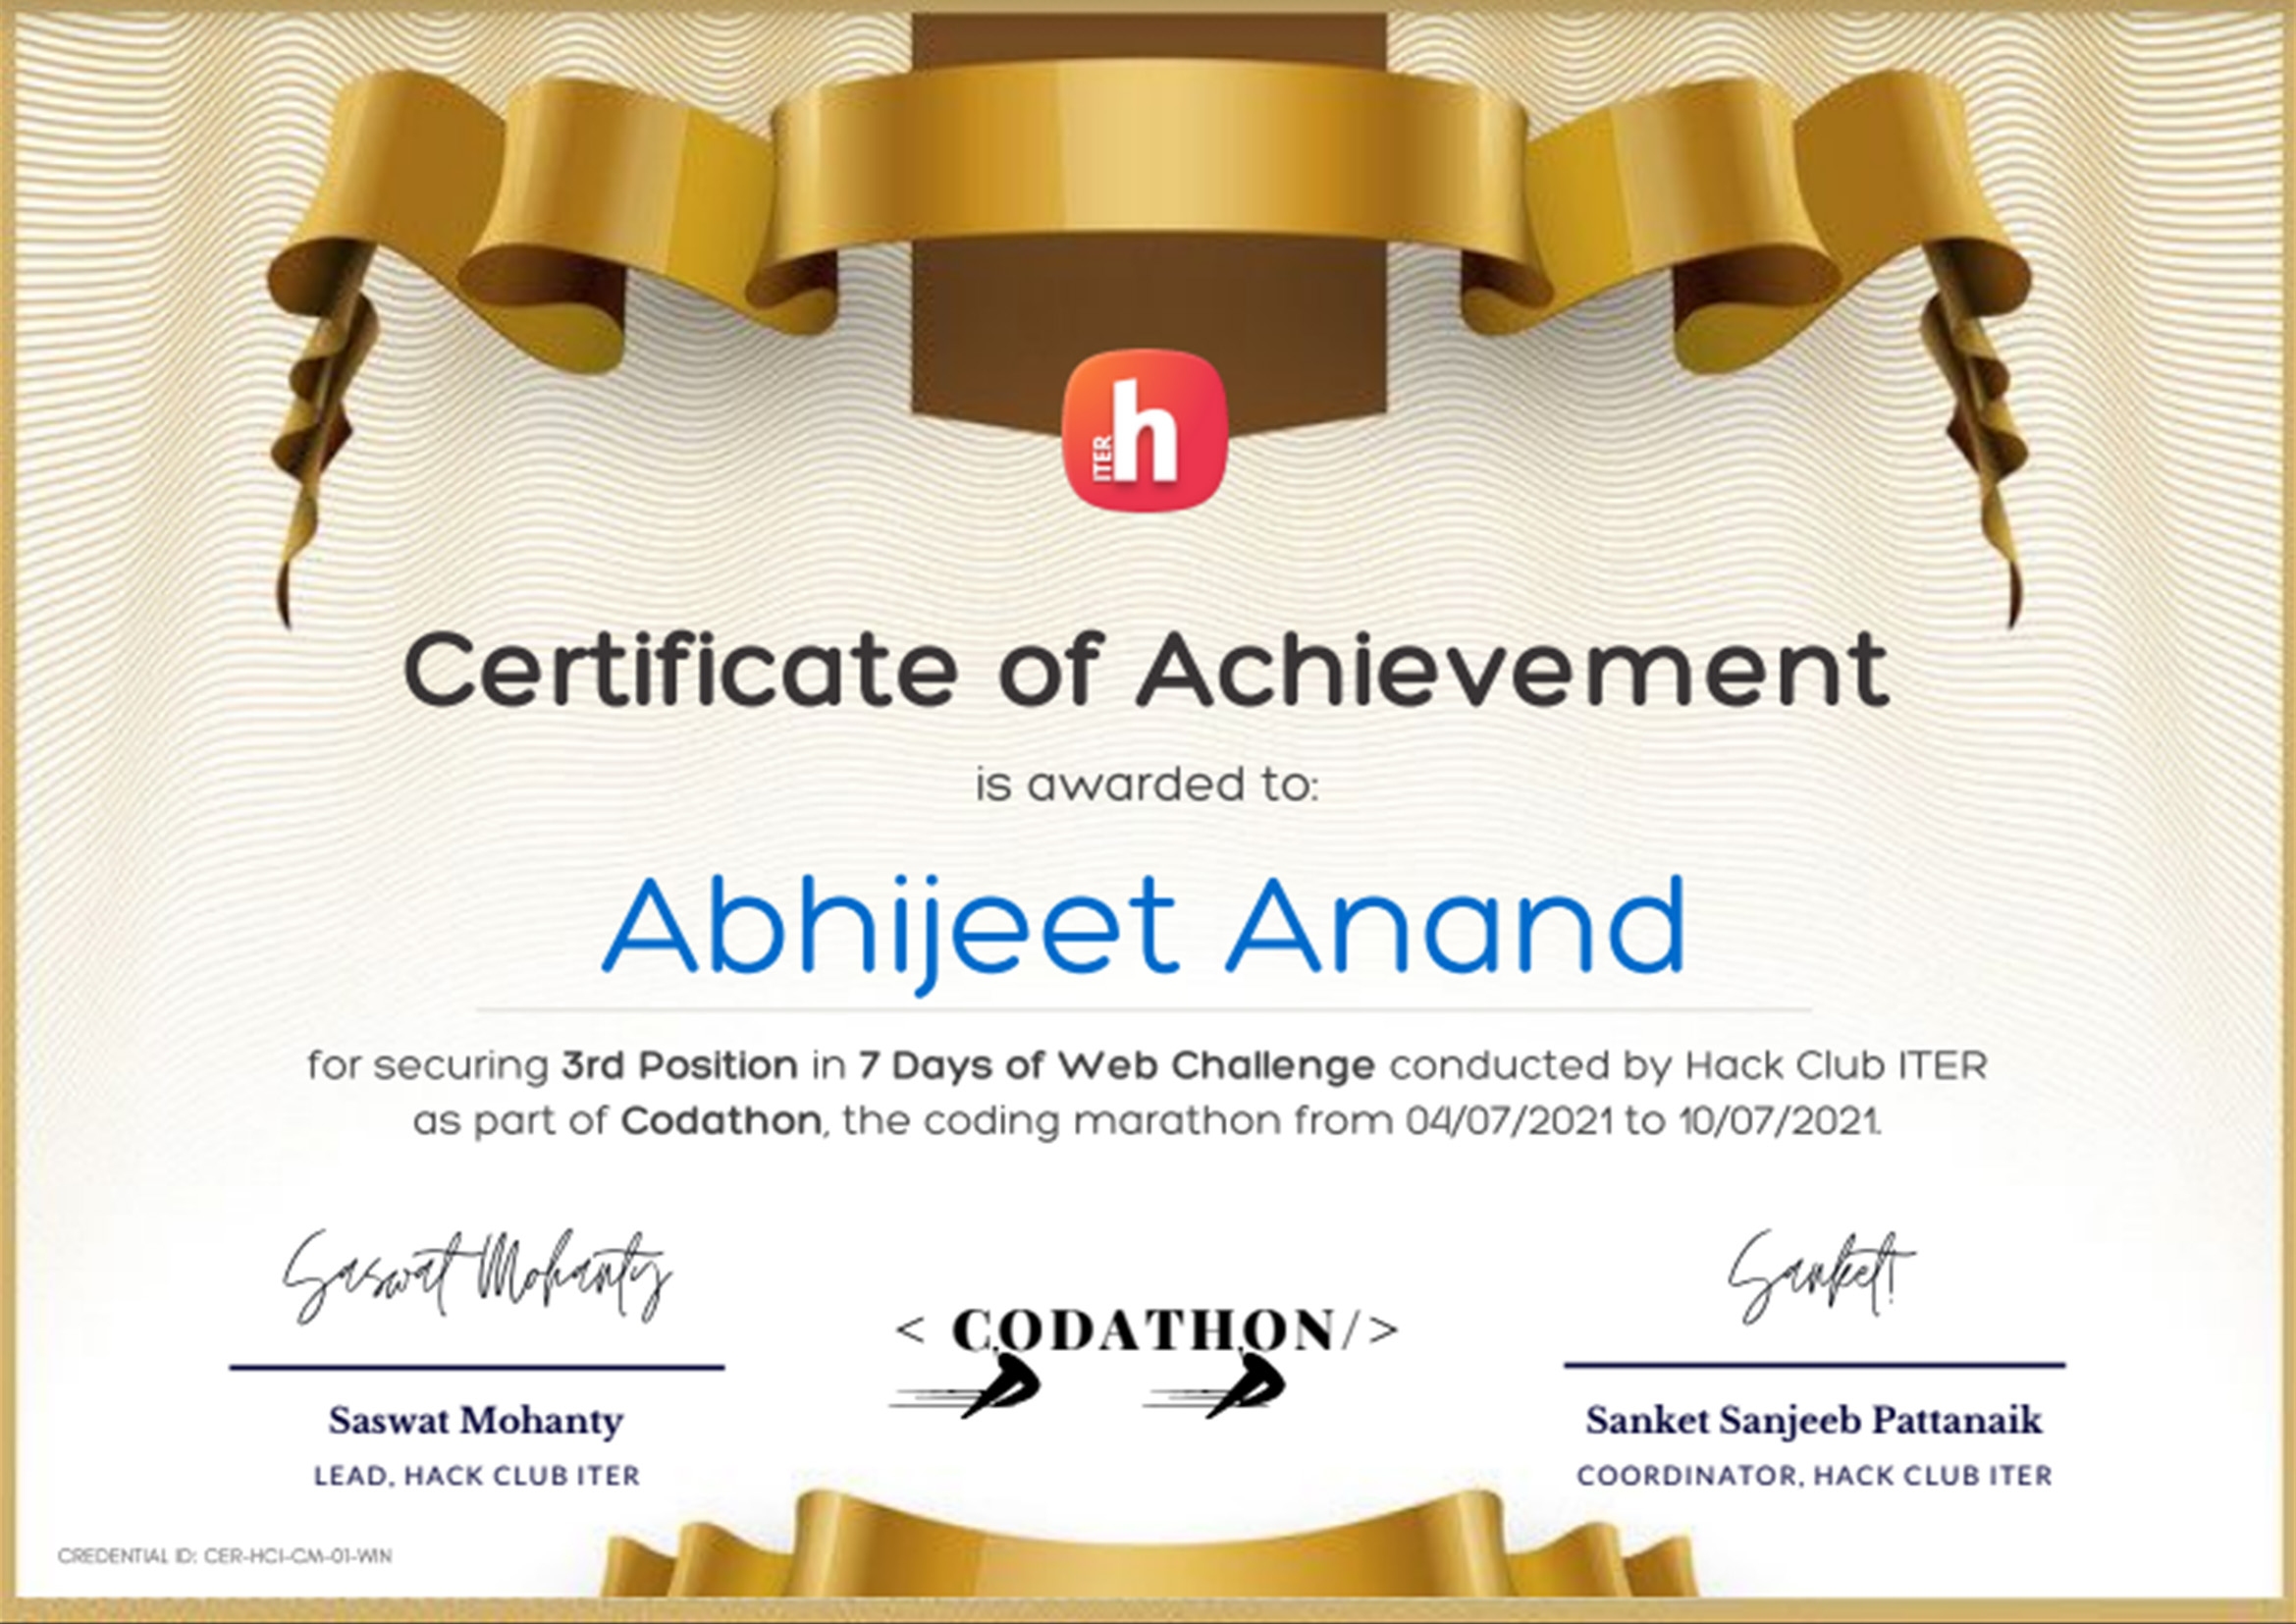 ITER h
Certificate of Achievement
is awarded to:
Abhijeet Anand
for securing 3rd Position in 7 Days of Web Challenge conducted by Hack Club ITER
as part of Codathon, the coding marathon from 04/07/2021 to 10/07/2021.
Saswat Mohanty
Sanket!
< CODATHON/>
Saswat Mohanty
LEAD, HACK CLUB ITER
Sanket Sanjeeb Pattanaik
COORDINATOR, HACK CLUB ITER
CREDENTIAL ID: CER-HCI-CM-01-WIN